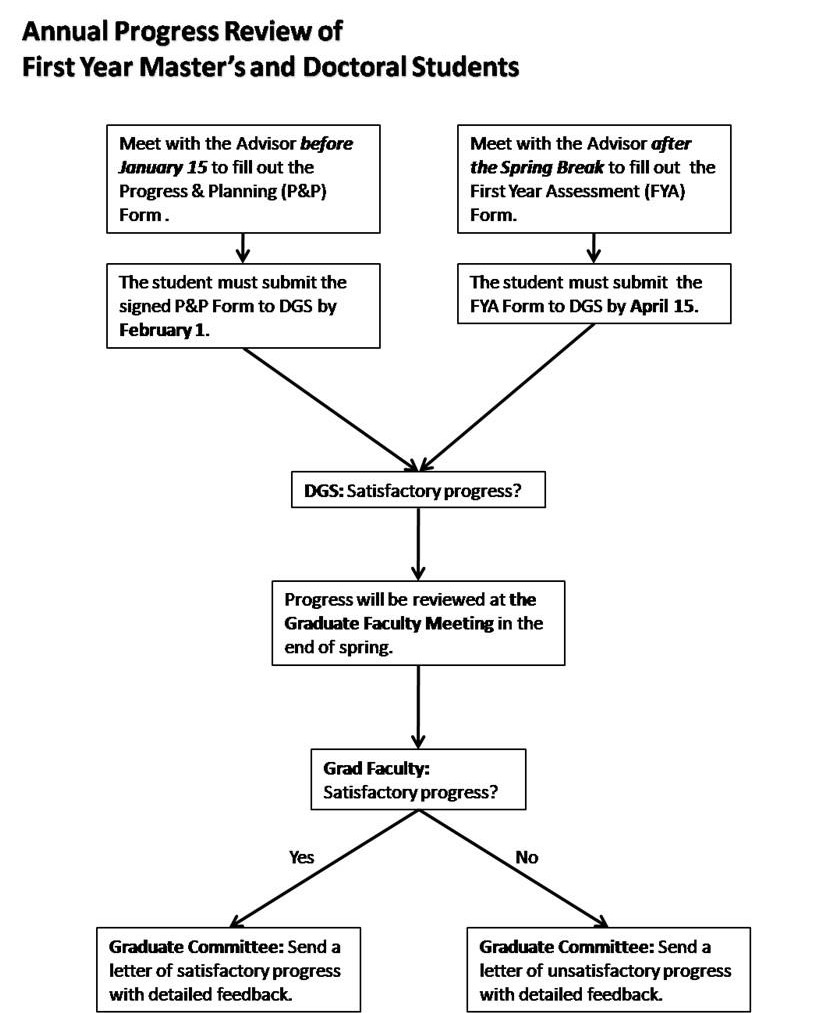 Annual Progress Review of
First Year Master's and Doctoral Students
Meet with the Advisor before
January 15 to fill out the
Progress & Planning (P&P)
Form .
Meet with the Advisor after
the Spring Break to fill out the
First Year Assessment (FYA)
Form.
The student must submit the
signed P&P Form to DGS by
February 1.
The student must submit the
FYA Form to DGS by April 15.
DGS: Satisfactory progress?
Progress will be reviewed at the
Graduate Faculty Meeting in the
end of spring.
Grad Faculty:
Satisfactory progress?
Yes
No
Graduate Committee: Send a
letter of satisfactory progress
with detailed feedback.
Graduate Committee: Send a
letter of unsatisfactory progress
with detailed feedback.